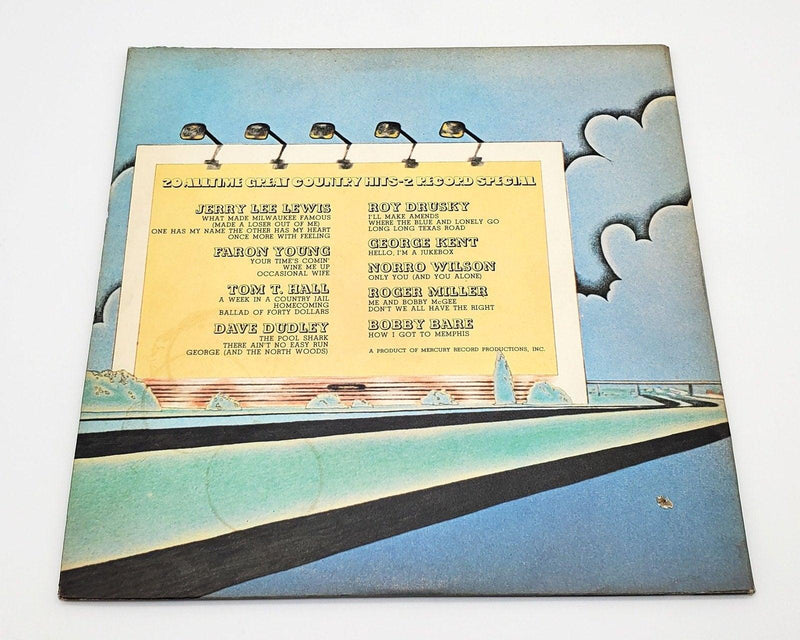 20 ALLTIME GREAT COUNTRY HITS-2 RECORD SPECIAL
JERRY LEE LEWIS
WHAT MADE MILWAUKEE FAMOUS
(MADE A LOSER OUT OF ME)
ONE HAS MY NAME THE OTHER HAS MY HEART
ONCE MORE WITH FEELING
FARON YOUNG
YOUR TIME'S COMIN'
WINE ME UP
OCCASIONAL WIFE
TOM T. HALL
A WEEK IN A COUNTRY JAIL
HOMECOMING
BALLAD OF FORTY DOLLARS
DAVE DUDLEY
THE POOL SHARK
THERE AIN'T NO EASY RUN
GEORGE (AND THE NORTH WOODS)
ROY DRUSKY
I'LL MAKE AMENDS
WHERE THE BLUE AND LONELY GO
LONG LONG TEXAS ROAD
GEORGE KENT
HELLO, I'M A JUKEBOX
NORRO WILSON
ONLY YOU (AND YOU ALONE)
ROGER MILLER
ME AND BOBBY McGEE
DON'T WE ALL HAVE THE RIGHT
BOBBY BARE
HOW I GOT TO MEMPHIS
A PRODUCT OF MERCURY RECORD PRODUCTIONS, INC.